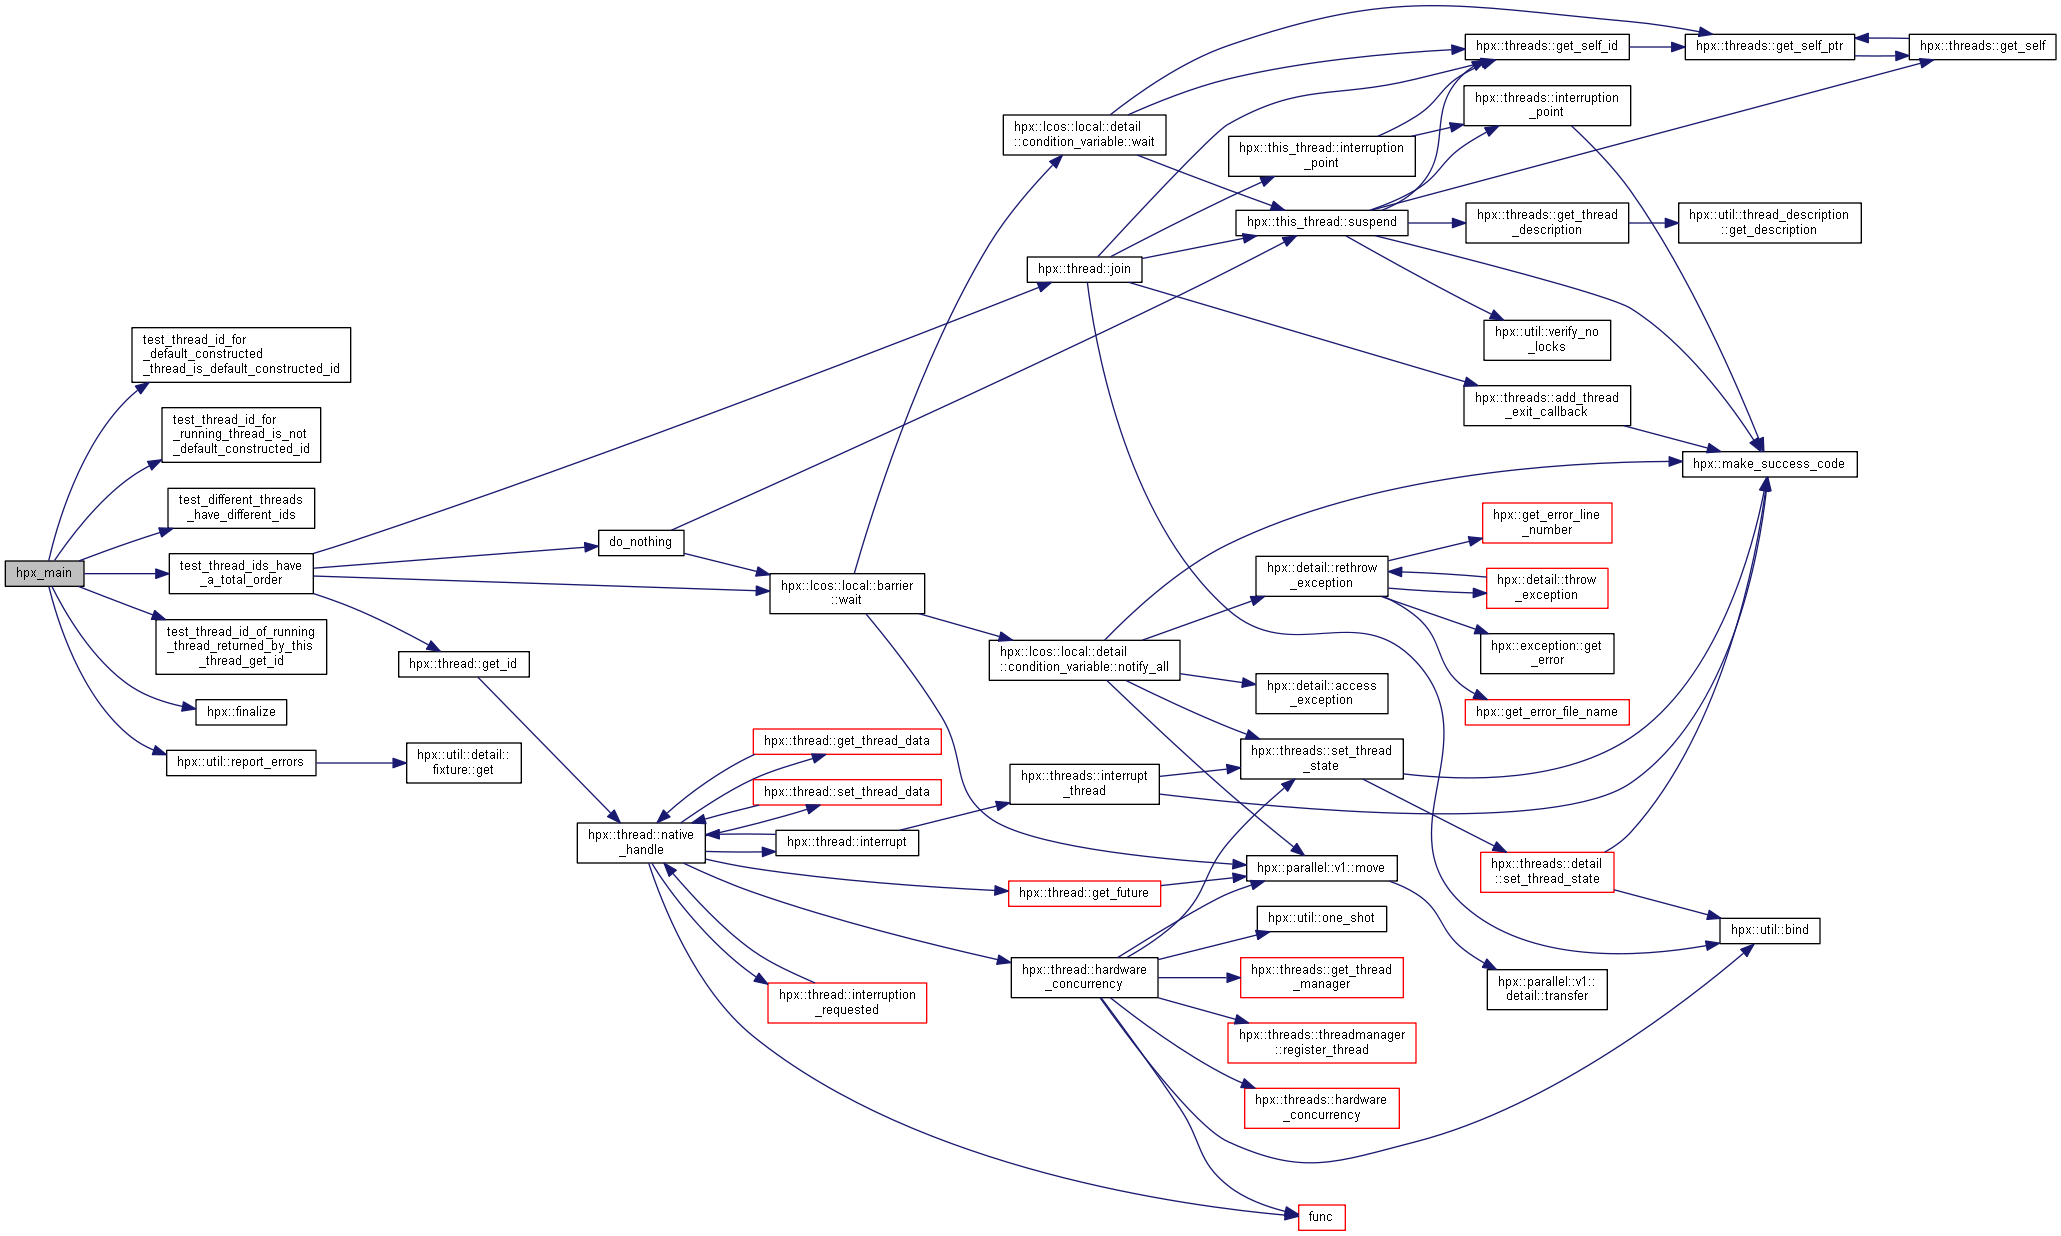 hpx_main
test_thread_id_for
_default_constructed
_thread_is_default_constructed_id
test_thread_id_for
_running_thread_is_not
_default_constructed_id
test_different_threads
_have_different_ids
test_thread_ids_have
_a_total_order
test_thread_id_of_running
_thread_returned_by_this
_thread_get_id
hpx::finalize
hpx::util::report_errors
hpx::util::detail::
fixture::get
hpx::thread::get_id
do_nothing
hpx::thread::native
_handle
hpx::lcos::local::barrier
::wait
hpx::thread::get_thread_data
hpx::thread::set_thread_data
hpx::thread::interrupt
hpx::thread::interruption
_requested
hpx::lcos::local::detail
::condition_variable::wait
hpx::thread::join
hpx::lcos::local::detail
::condition_variable::notify_all
hpx::threads::interrupt
_thread
hpx::thread::get_future
hpx::thread::hardware
_concurrency
hpx::this_thread::interruption
_point
hpx::this_thread::suspend
hpx::detail::rethrow
_exception
hpx::detail::access
_exception
hpx::threads::set_thread
_state
hpx::parallel::v1::move
hpx::util::one_shot
hpx::threads::get_thread
_manager
hpx::threads::threadmanager
::register_thread
hpx::threads::hardware
_concurrency
func
hpx::threads::get_self_id
hpx::threads::interruption
_point
hpx::threads::get_thread
_description
hpx::util::verify_no
_locks
hpx::threads::add_thread
_exit_callback
hpx::get_error_line
_number
hpx::detail::throw
_exception
hpx::exception::get
_error
hpx::get_error_file_name
hpx::threads::detail
::set_thread_state
hpx::parallel::v1::
detail::transfer
hpx::threads::get_self_ptr
hpx::util::thread_description
::get_description
hpx::make_success_code
hpx::util::bind
hpx::threads::get_self